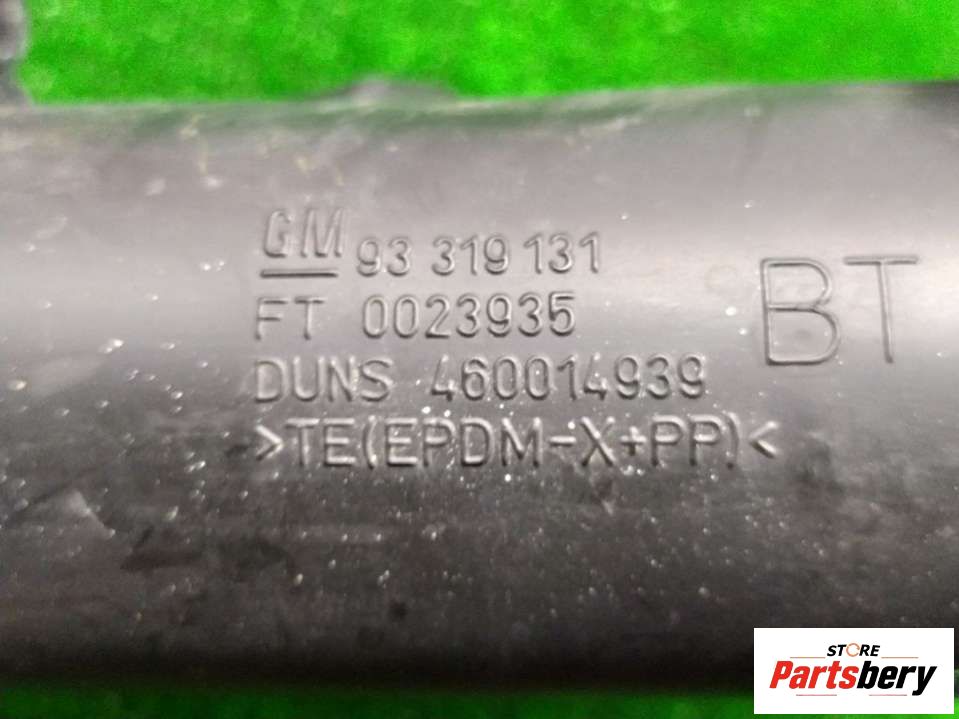 GM 93 319 131
FT 0023935
DUNS 460014939
>TE(EPDM-X+PP)<
BT
STORE
Partsbery